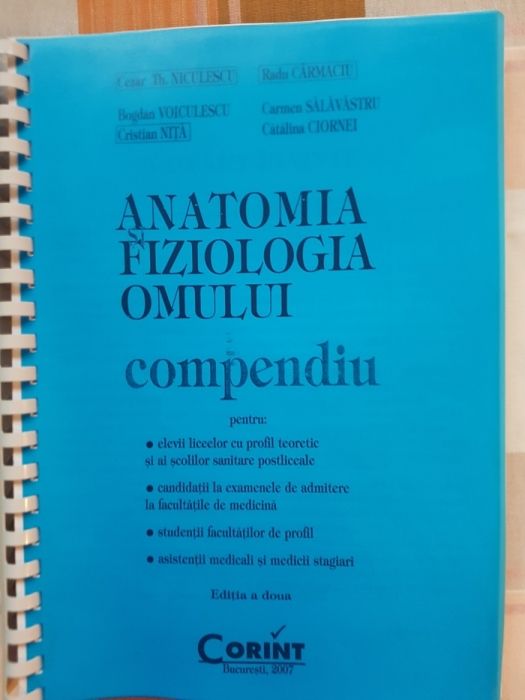 Cezar Th. NICULESCU Radu CÂRMACIU
Bogdan VOICULESCU Carmen SĂLĂVĂSTRU
Cristian NIȚĂ Cătălina CIORNEI
ANATOMIA
ȘI
FIZIOLOGIA
OMULUI
compendiu
pentru:
• elevii liceelor cu profil teoretic
și ai școlilor sanitare postliceale
• candidații la examenele de admitere
la facultățile de medicină
• studenții facultăților de profil
• asistenții medicali și medicii stagiari
Ediția a doua
CORINT
București, 2007